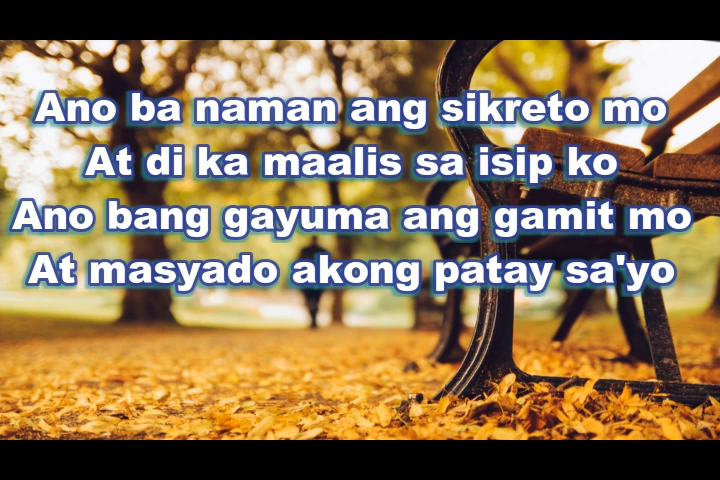 Ano ba naman ang sikreto mo
At di ka maalis sa isip ko
Ano bang gayuma ang gamit mo
At masyado akong patay sa'yo